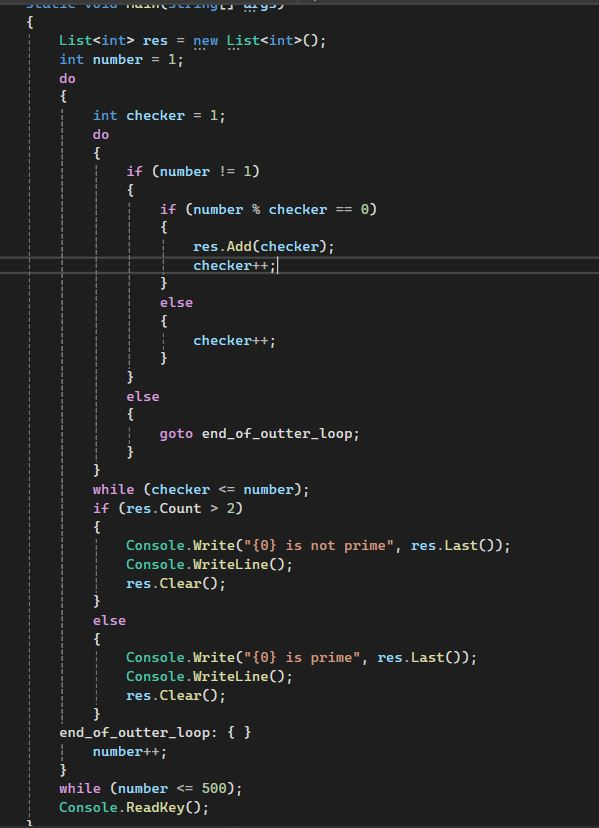 static void Main(string[] args)
{
List<int> res = new List<int>();
int number = 1;
do
{
int checker = 1;
do
{
if (number != 1)
{
if (number % checker == 0)
{
res.Add(checker);
checker++;
}
else
{
checker++;
}
}
else
{
goto end_of_outter_loop;
}
}
while (checker <= number);
if (res.Count > 2)
{
Console.Write("{0} is not prime", res.Last());
Console.WriteLine();
res.Clear();
}
else
{
Console.Write("{0} is prime", res.Last());
Console.WriteLine();
res.Clear();
}
end_of_outter_loop: { }
number++;
}
while (number <= 500);
Console.ReadKey();
}